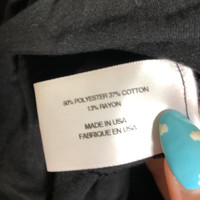 50% POLYESTER 37% COTTON
13% RAYON
MADE IN USA
FABRIQUE EN USA